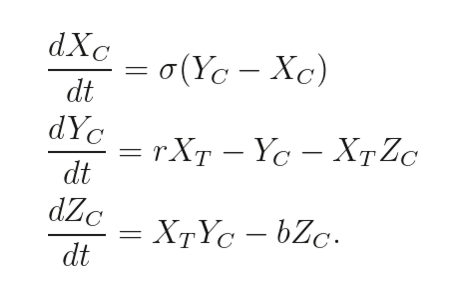 dX_C/dt = σ(Y_C − X_C)
dY_C/dt = rX_T − Y_C − X_T Z_C
dZ_C/dt = X_T Y_C − bZ_C.